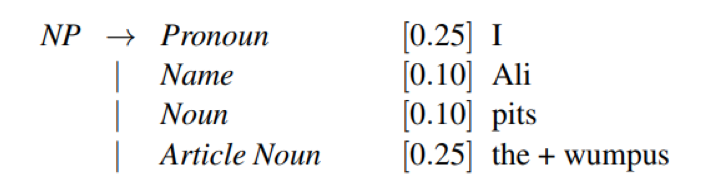 NP → Pronoun [0.25] I
| Name [0.10] Ali
| Noun [0.10] pits
| Article Noun [0.25] the + wumpus